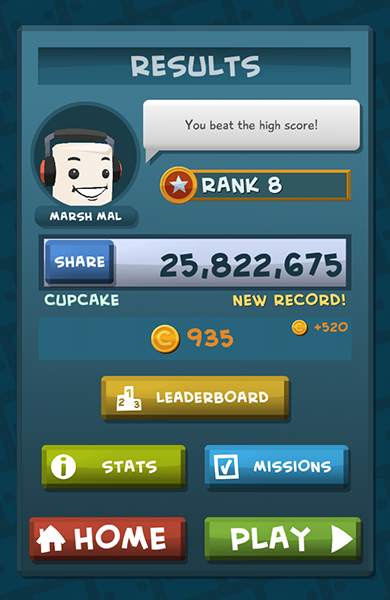 RESULTS
You beat the high score!
RANK 8
MARSH MAL
SHARE
25,822,675
CUPCAKE
NEW RECORD!
C 935
C +520
1
2 3
LEADERBOARD
i STATS
MISSIONS
HOME
PLAY